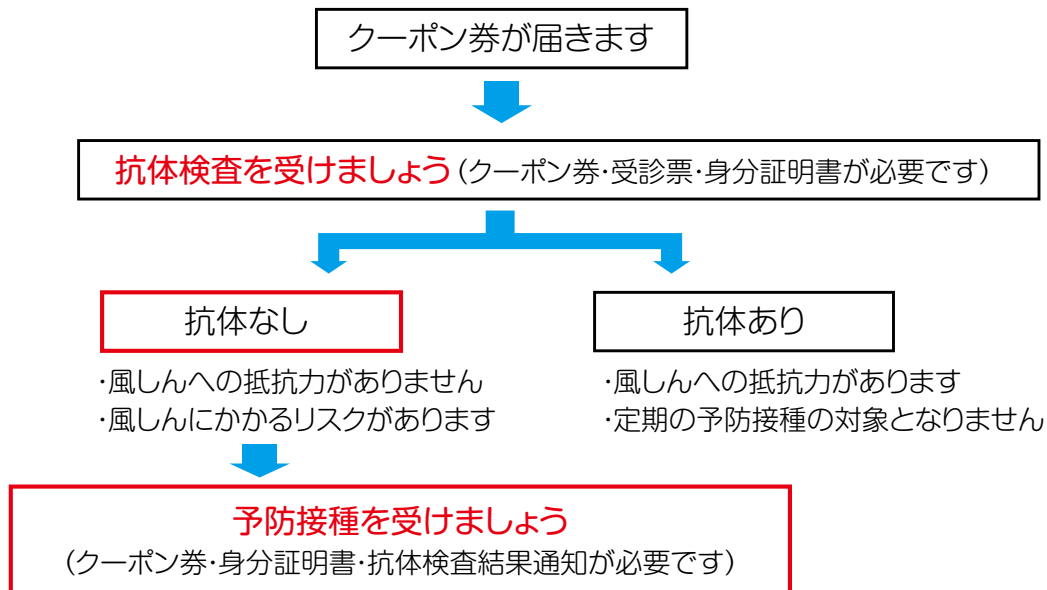 クーポン券が届きます
抗体検査を受けましょう(クーポン券・受診票・身分証明書が必要です)
抗体なし
・風しんへの抵抗力がありません
・風しんにかかるリスクがあります
抗体あり
・風しんへの抵抗力があります
・定期の予防接種の対象となりません
予防接種を受けましょう
(クーポン券・身分証明書・抗体検査結果通知が必要です)